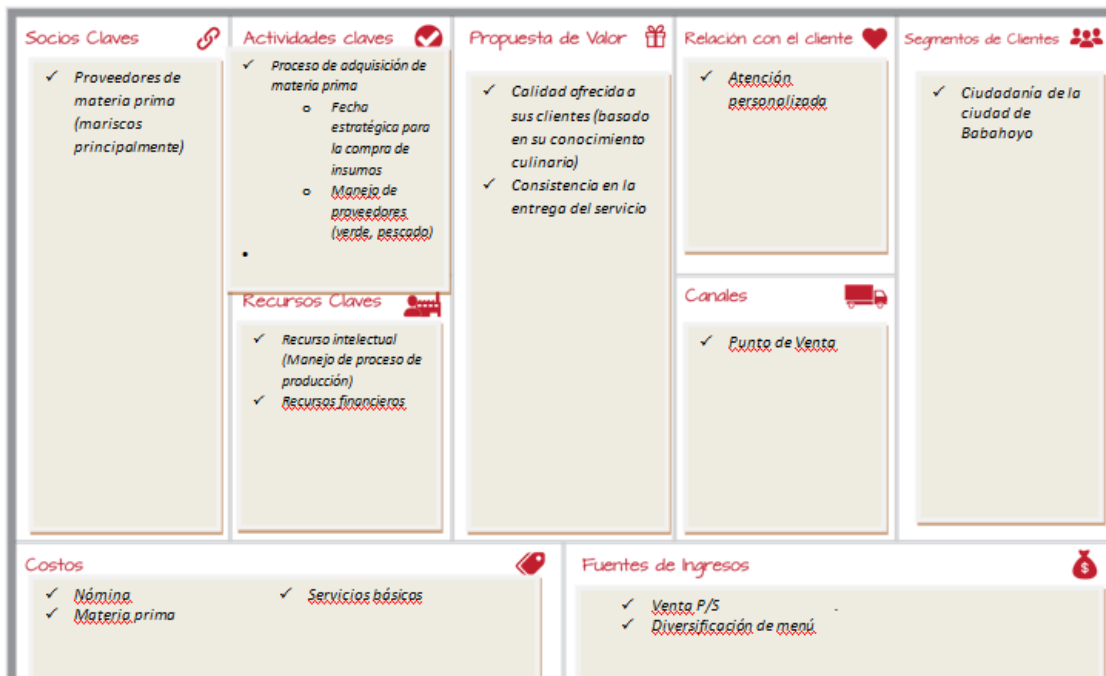 Socios Claves
✓ Proveedores de
materia prima
(mariscos
principalmente)
Actividades claves
✓ Proceso de adquisición de
materia prima
o Fecha
estratégica para
la compra de
insumos
o Manejo de
proveedores
(verde, pescado)
•
Recursos Claves
✓ Recurso intelectual
(Manejo de proceso de
producción)
✓ Recursos financieros
Propuesta de Valor
✓ Calidad ofrecida a
sus clientes (basado
en su conocimiento
culinario)
✓ Consistencia en la
entrega del servicio
Relación con el cliente
✓ Atención
personalizada
Canales
✓ Punto de Venta
Segmentos de Clientes
✓ Ciudadanía de la
ciudad de
Babahoyo
Costos
✓ Nómina
✓ Materia prima
✓ Servicios básicos
Fuentes de Ingresos
$
✓ Venta P/S .
✓ Diversificación de menú